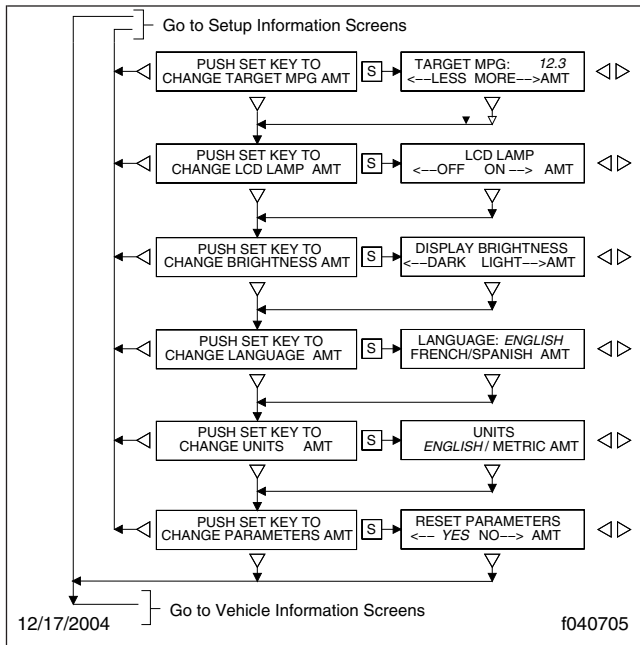 Go to Setup Information Screens
PUSH SET KEY TO
CHANGE TARGET MPG AMT
S
TARGET MPG: 12.3
<--LESS MORE-->AMT
PUSH SET KEY TO
CHANGE LCD LAMP AMT
S
LCD LAMP
<--OFF ON --> AMT
PUSH SET KEY TO
CHANGE BRIGHTNESS AMT
S
DISPLAY BRIGHTNESS
<--DARK LIGHT-->AMT
PUSH SET KEY TO
CHANGE LANGUAGE AMT
S
LANGUAGE: ENGLISH
FRENCH/SPANISH AMT
PUSH SET KEY TO
CHANGE UNITS AMT
S
UNITS
ENGLISH / METRIC AMT
PUSH SET KEY TO
CHANGE PARAMETERS AMT
S
RESET PARAMETERS
<-- YES NO--> AMT
Go to Vehicle Information Screens
12/17/2004
f040705